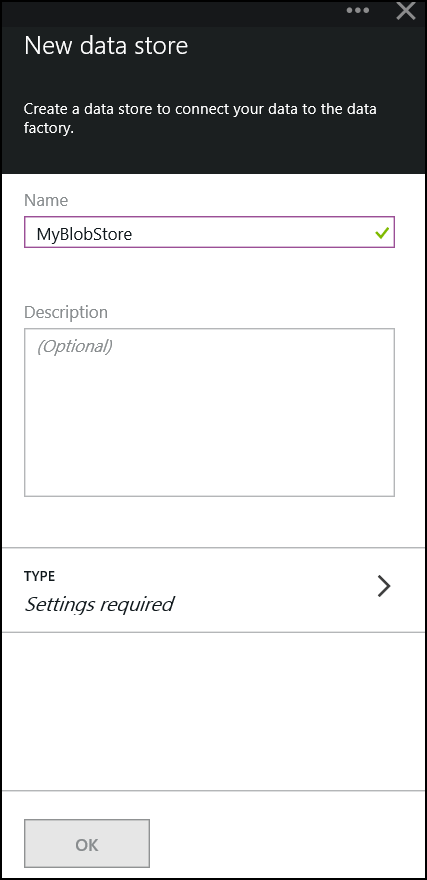 New data store
Create a data store to connect your data to the data
factory.
Name
MyBlobStore
Description
(Optional)
TYPE
Settings required
OK